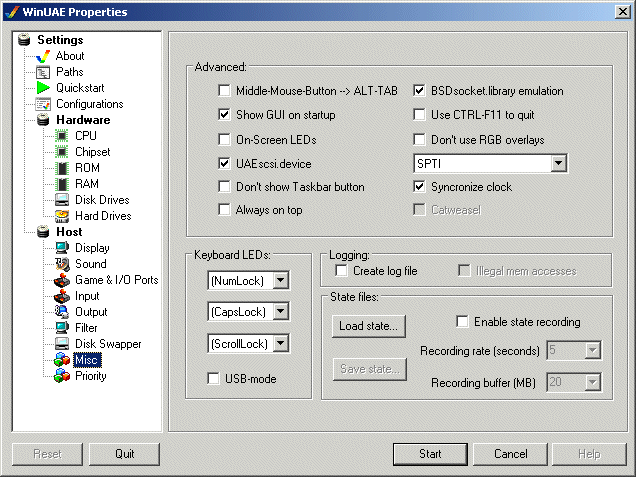 WinUAE Properties
Settings
About
Paths
Quickstart
Configurations
Hardware
CPU
Chipset
ROM
RAM
Disk Drives
Hard Drives
Host
Display
Sound
Game & I/O Ports
Input
Output
Filter
Disk Swapper
Misc
Priority
Advanced:
Middle-Mouse-Button --> ALT-TAB
BSDsocket.library emulation
Show GUI on startup
Use CTRL-F11 to quit
On-Screen LEDs
Don't use RGB overlays
UAEscsi.device
SPTI
Don't show Taskbar button
Syncronize clock
Always on top
Catweasel
Keyboard LEDs:
(NumLock)
(CapsLock)
(ScrollLock)
USB-mode
Logging:
Create log file
Illegal mem accesses
State files:
Load state...
Enable state recording
Recording rate (seconds)
5
Save state...
Recording buffer (MB)
20
Reset
Quit
Start
Cancel
Help